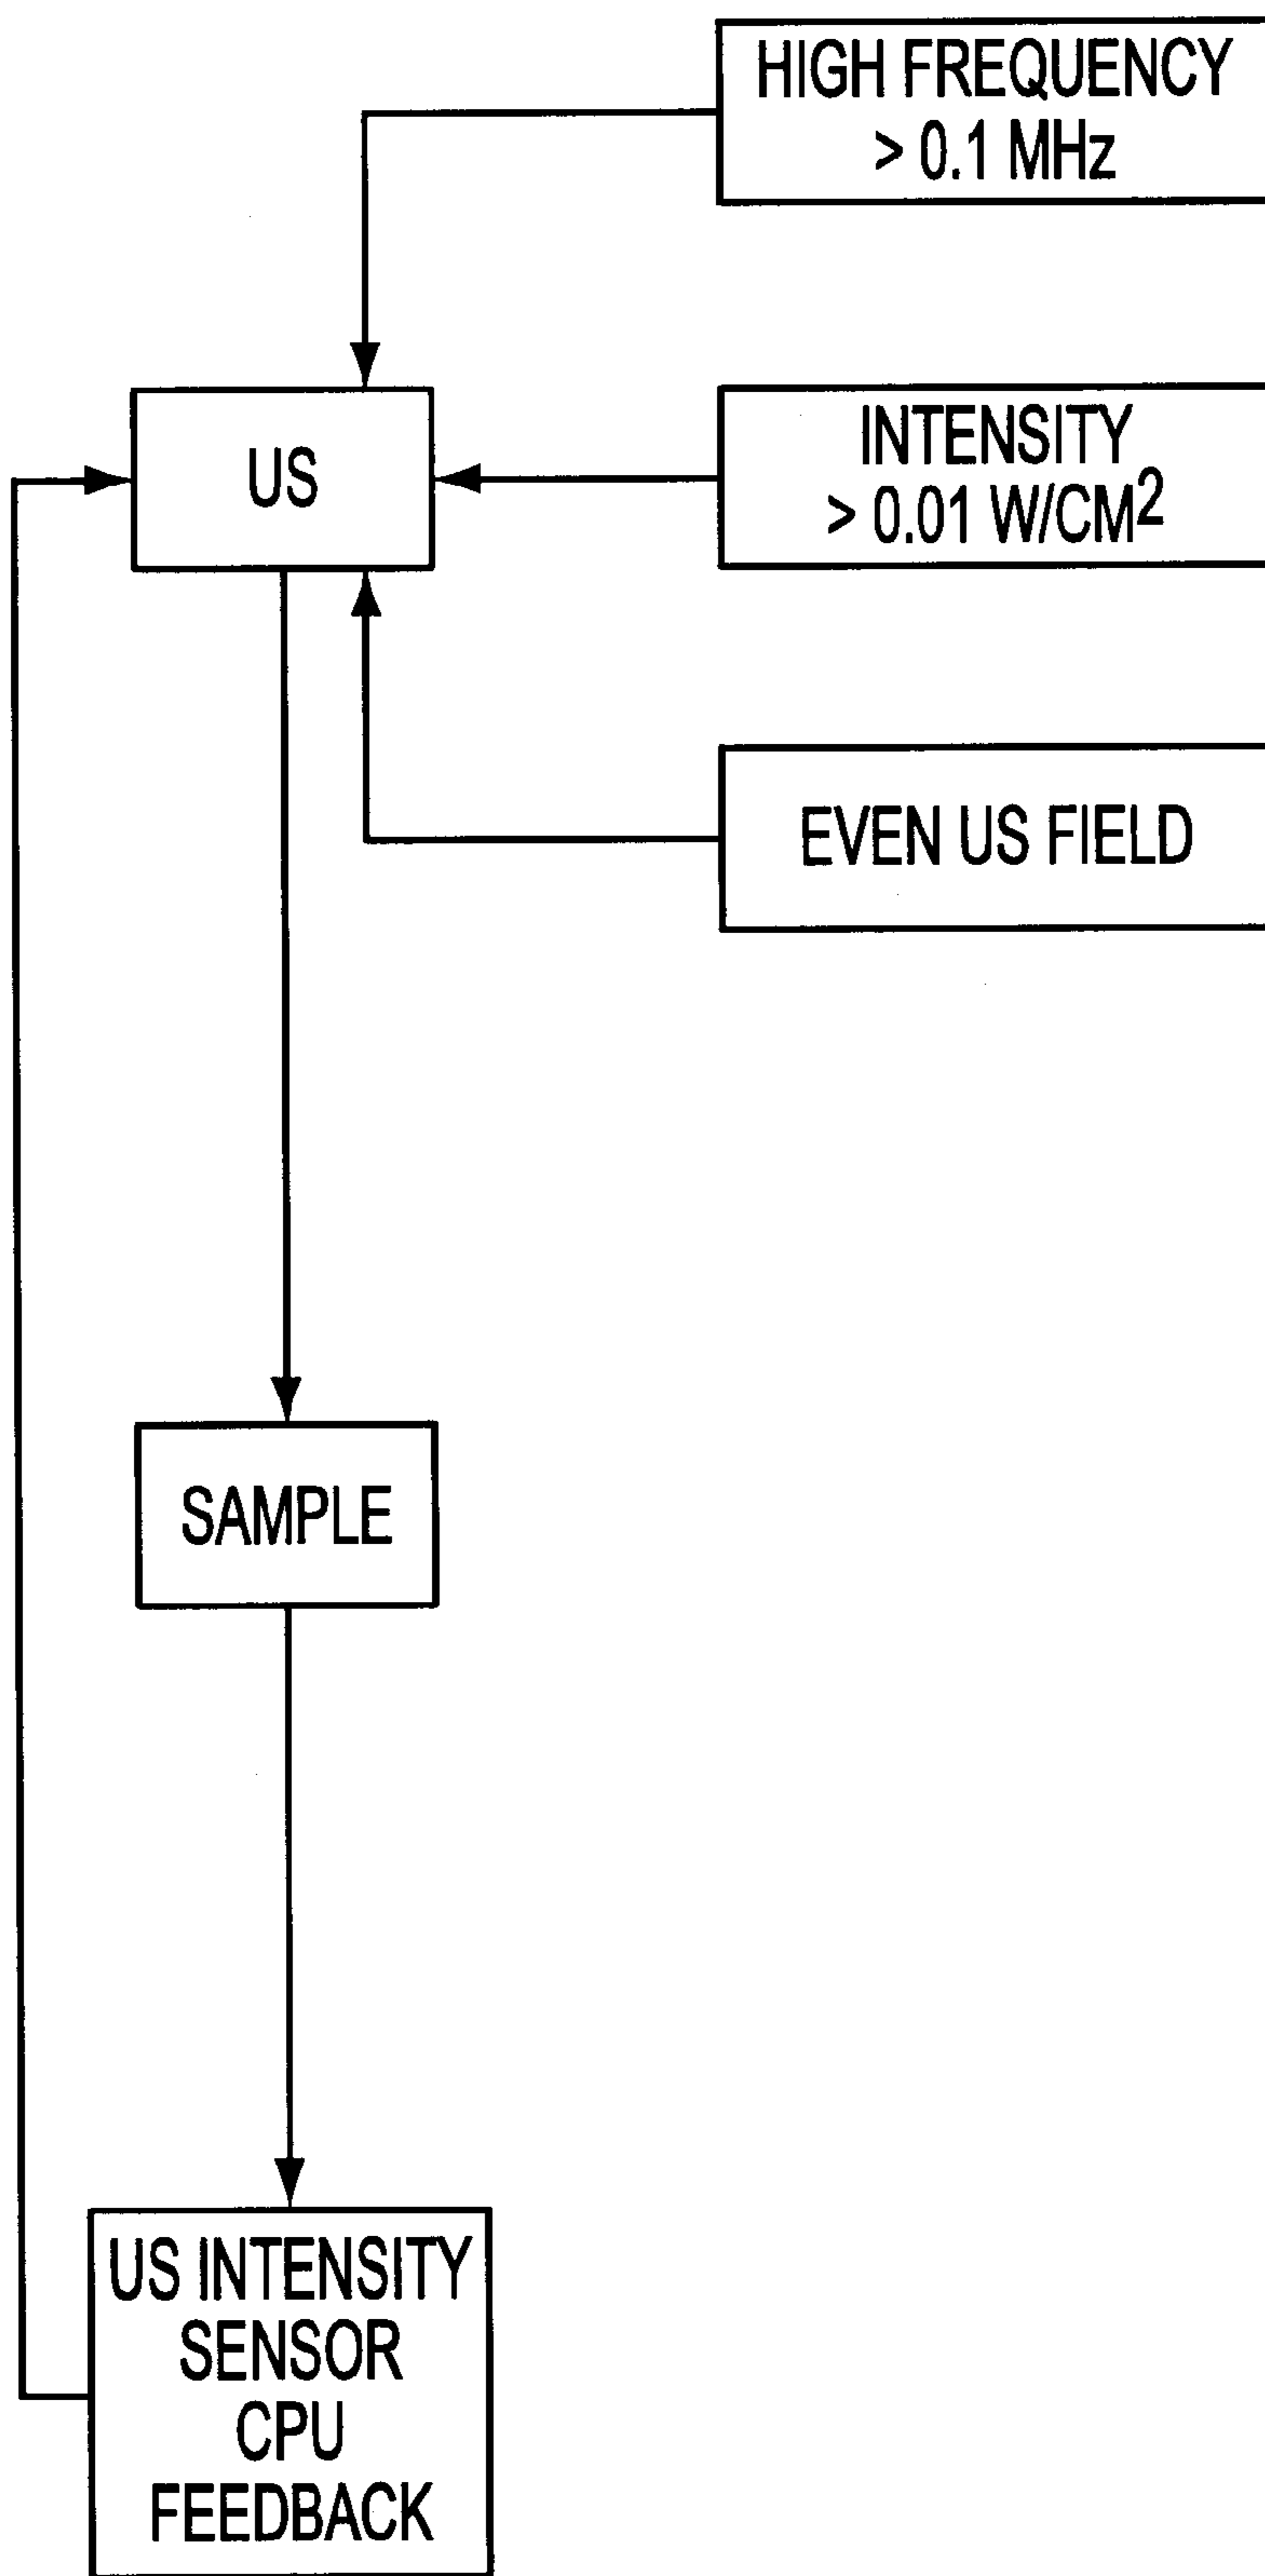 HIGH FREQUENCY
> 0.1 MHz
US
INTENSITY
> 0.01 W/CM²
EVEN US FIELD
SAMPLE
US INTENSITY
SENSOR
CPU
FEEDBACK